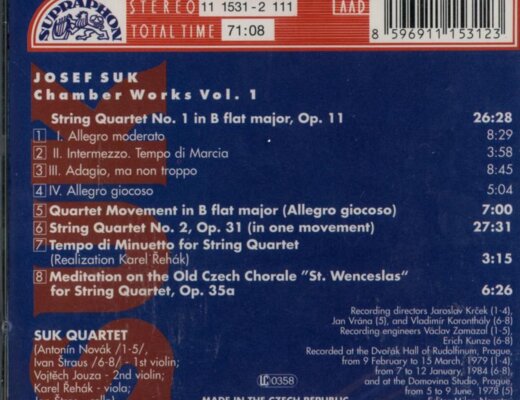 SUPRAPHON
STEREO 11 1531-2 111 LAAD
TOTAL TIME 71:08
8 596911 153123
JOSEF SUK
Chamber Works Vol. 1
String Quartet No. 1 in B flat major, Op. 11 26:28
1 I. Allegro moderato 8:29
2 II. Intermezzo. Tempo di Marcia 3:58
3 III. Adagio, ma non troppo 8:45
4 IV. Allegro giocoso 5:04
5 Quartet Movement in B flat major (Allegro giocoso) 7:00
6 String Quartet No. 2, Op. 31 (in one movement) 27:31
7 Tempo di Minuetto for String Quartet
(Realization Karel Řehák) 3:15
8 Meditation on the Old Czech Chorale "St. Wenceslas"
for String Quartet, Op. 35a 6:26
SUK QUARTET
(Antonín Novák /1-5/,
Ivan Štraus /6-8/ - 1st violin;
Vojtěch Jouza - 2nd violin;
Karel Řehák - viola;
Recording directors Jaroslav Krček (1-4),
Jan Vrána (5), and Vladimír Koronthály (6-8)
Recording engineers Václav Zamazal (1-5)
Erich Kunze (6-8)
Recorded at the Dvořák Hall of Rudolfinum, Prague,
from 9 February to 15 March, 1979 (1-4)
from 7 to 12 January, 1984 (6-8)
and at the Domovina Studio, Prague,
from 5 to 9 June, 1978 (5)
LC 0358
MADE IN THE CZECH REPUBLIC
SUK